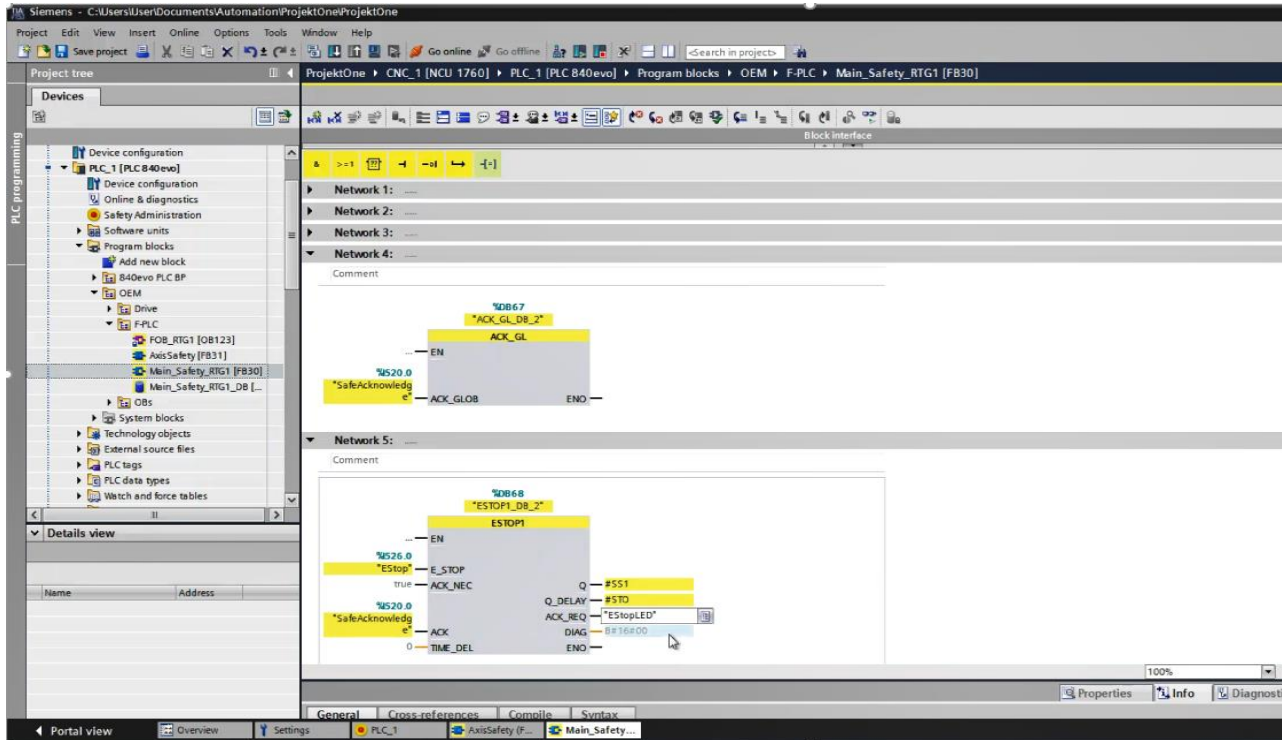 Siemens - C:\Users\User\Documents\Automation\ProjektOne\ProjektOne
Project Edit View Insert Online Options Tools Window Help
Save project Go online Go offline <Search in project>
Project tree
ProjektOne ▸ CNC_1 [NCU 1760] ▸ PLC_1 [PLC 840evo] ▸ Program blocks ▸ OEM ▸ F-PLC ▸ Main_Safety_RTG1 [FB30]
Devices
PLC programming
Device configuration
PLC_1 [PLC 840evo]
Device configuration
Online & diagnostics
Safety Administration
Software units
Program blocks
Add new block
840evo PLC BP
OEM
Drive
F-PLC
FOB_RTG1 [OB123]
AxisSafety [FB31]
Main_Safety_RTG1 [FB30]
Main_Safety_RTG1_DB [...
OBs
System blocks
Technology objects
External source files
PLC tags
PLC data types
Watch and force tables
Details view
Name Address
Block interface
& >=1 ??
Network 1: .....
Network 2: .....
Network 3: .....
Network 4: .....
Comment
%DB67
"ACK_GL_DB_2"
ACK_GL
... EN
%I520.0
"SafeAcknowledg
e" ACK_GLOB ENO
Network 5: .....
Comment
%DB68
"ESTOP1_DB_2"
ESTOP1
... EN
%I526.0
"EStop" E_STOP
true ACK_NEC Q #SS1
Q_DELAY #STO
%I520.0
"SafeAcknowledg
e" ACK
ACK_REQ "EStopLED"
DIAG B#16#00
0 TIME_DEL ENO
100%
Properties Info Diagnosti
General Cross-references Compile Syntax
Portal view Overview Settings PLC_1 AxisSafety (F... Main_Safety...